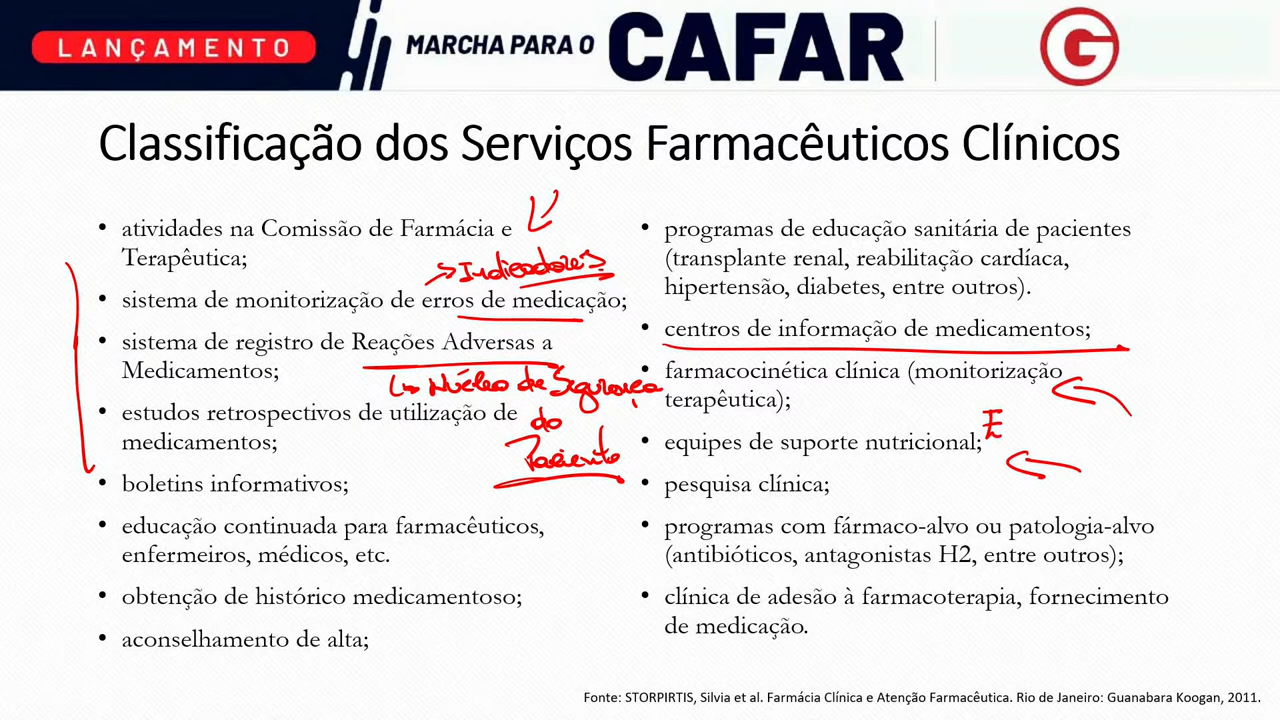 LANÇAMENTO
MARCHA PARA O
CAFAR
G
Classificação dos Serviços Farmacêuticos Clínicos
• atividades na Comissão de Farmácia e
Terapêutica;
→ Indicadores
• sistema de monitorização de erros de medicação;
• sistema de registro de Reações Adversas a
Medicamentos;
↳ Núcleo de Segurança
do
Paciente
• estudos retrospectivos de utilização de
medicamentos;
• boletins informativos;
• educação continuada para farmacêuticos,
enfermeiros, médicos, etc.
• obtenção de histórico medicamentoso;
• aconselhamento de alta;
• programas de educação sanitária de pacientes
(transplante renal, reabilitação cardíaca,
hipertensão, diabetes, entre outros).
• centros de informação de medicamentos;
• farmacocinética clínica (monitorização
terapêutica);
• equipes de suporte nutricional;
• pesquisa clínica;
• programas com fármaco-alvo ou patologia-alvo
(antibióticos, antagonistas H2, entre outros);
• clínica de adesão à farmacoterapia, fornecimento
de medicação.
Fonte: STORPIRTIS, Silvia et al. Farmácia Clínica e Atenção Farmacêutica. Rio de Janeiro: Guanabara Koogan, 2011.